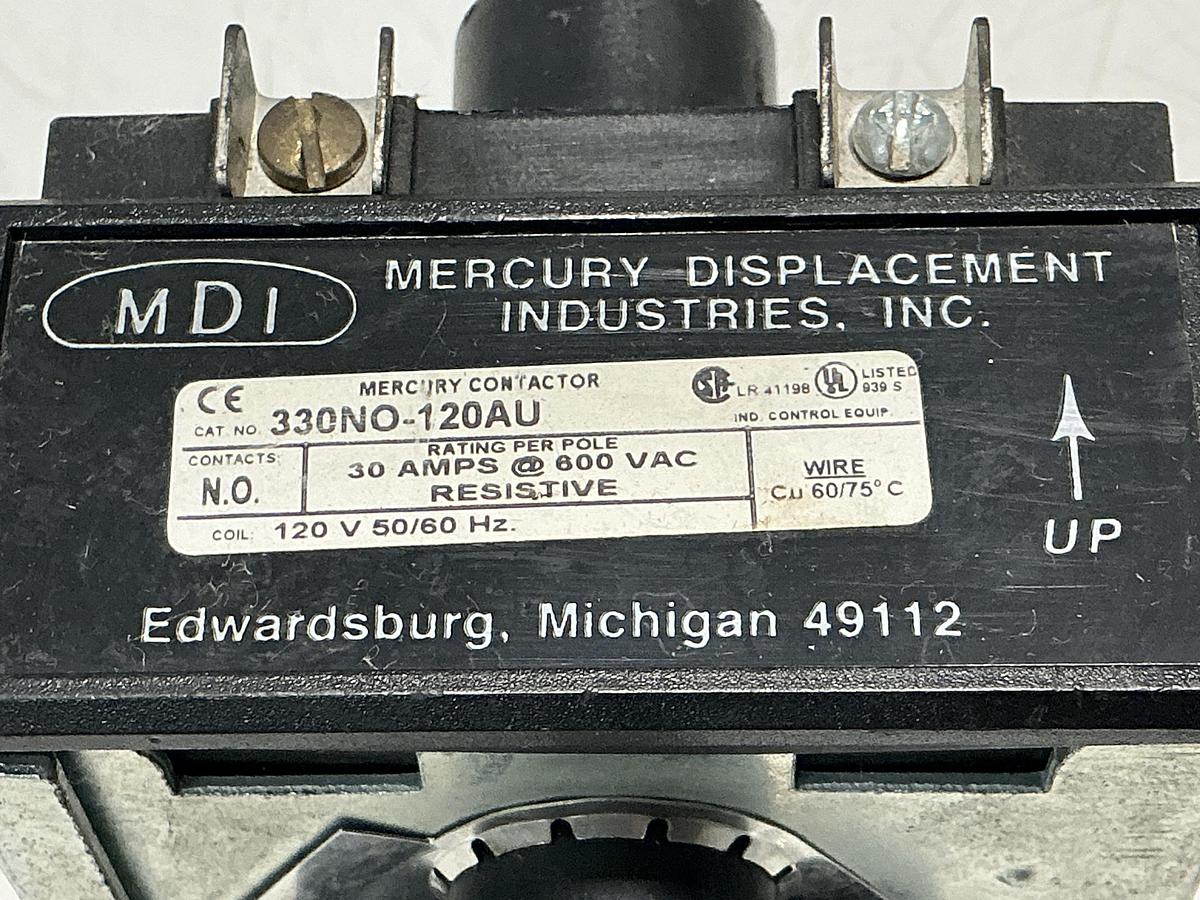 MDI
MERCURY DISPLACEMENT
INDUSTRIES, INC.
CE
MERCURY CONTACTOR
SA LR 41198 UL LISTED
939 S
CAT. NO. 330NO-120AU
IND. CONTROL EQUIP.
CONTACTS:
N.O.
RATING PER POLE
30 AMPS @ 600 VAC
RESISTIVE
WIRE
Cu 60/75° C
COIL: 120 V 50/60 Hz.
UP
Edwardsburg, Michigan 49112